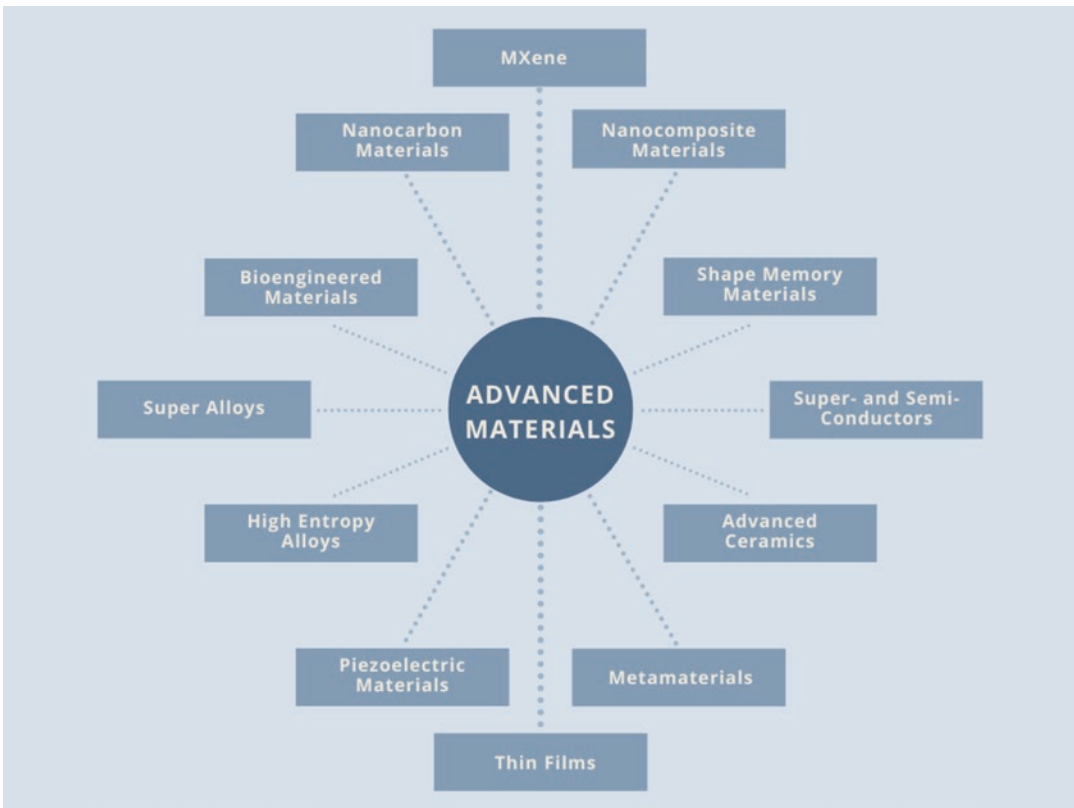 MXene
Nanocarbon
Materials
Nanocomposite
Materials
Bioengineered
Materials
Shape Memory
Materials
Super Alloys
ADVANCED
MATERIALS
Super- and Semi-
Conductors
High Entropy
Alloys
Advanced
Ceramics
Piezoelectric
Materials
Metamaterials
Thin Films